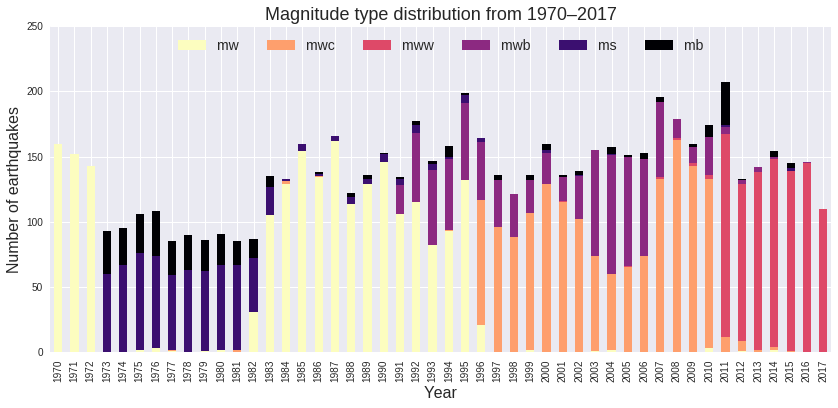 Magnitude type distribution from 1970–2017
mw mwc mww mwb ms mb
250
200
150
100
50
0
Number of earthquakes
1970 1971 1972 1973 1974 1975 1976 1977 1978 1979 1980 1981 1982 1983 1984 1985 1986 1987 1988 1989 1990 1991 1992 1993 1994 1995 1996 1997 1998 1999 2000 2001 2002 2003 2004 2005 2006 2007 2008 2009 2010 2011 2012 2013 2014 2015 2016 2017
Year